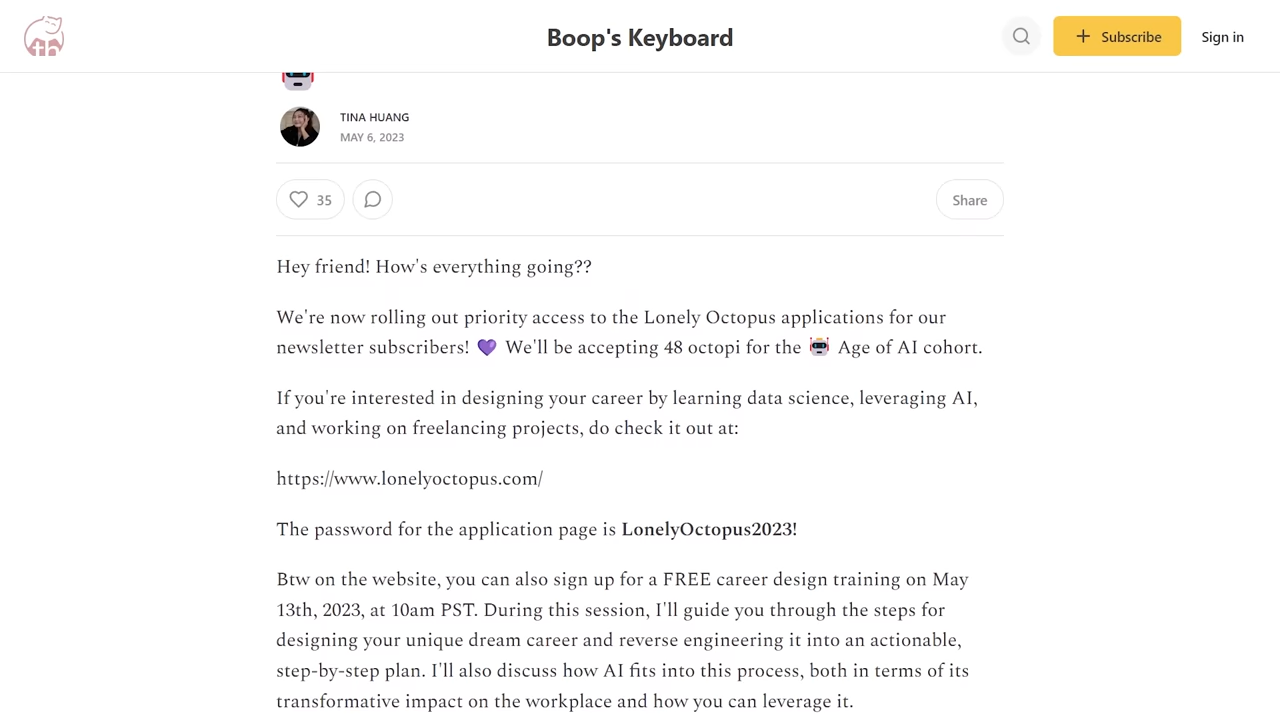 Boop's Keyboard
Subscribe
Sign in
TINA HUANG
MAY 6, 2023
35
Share
Hey friend! How's everything going??
We're now rolling out priority access to the Lonely Octopus applications for our
newsletter subscribers! 💜 We'll be accepting 48 octopi for the 🤖 Age of AI cohort.
If you're interested in designing your career by learning data science, leveraging AI,
and working on freelancing projects, do check it out at:
https://www.lonelyoctopus.com/
The password for the application page is LonelyOctopus2023!
Btw on the website, you can also sign up for a FREE career design training on May
13th, 2023, at 10am PST. During this session, I'll guide you through the steps for
designing your unique dream career and reverse engineering it into an actionable,
step-by-step plan. I'll also discuss how AI fits into this process, both in terms of its
transformative impact on the workplace and how you can leverage it.